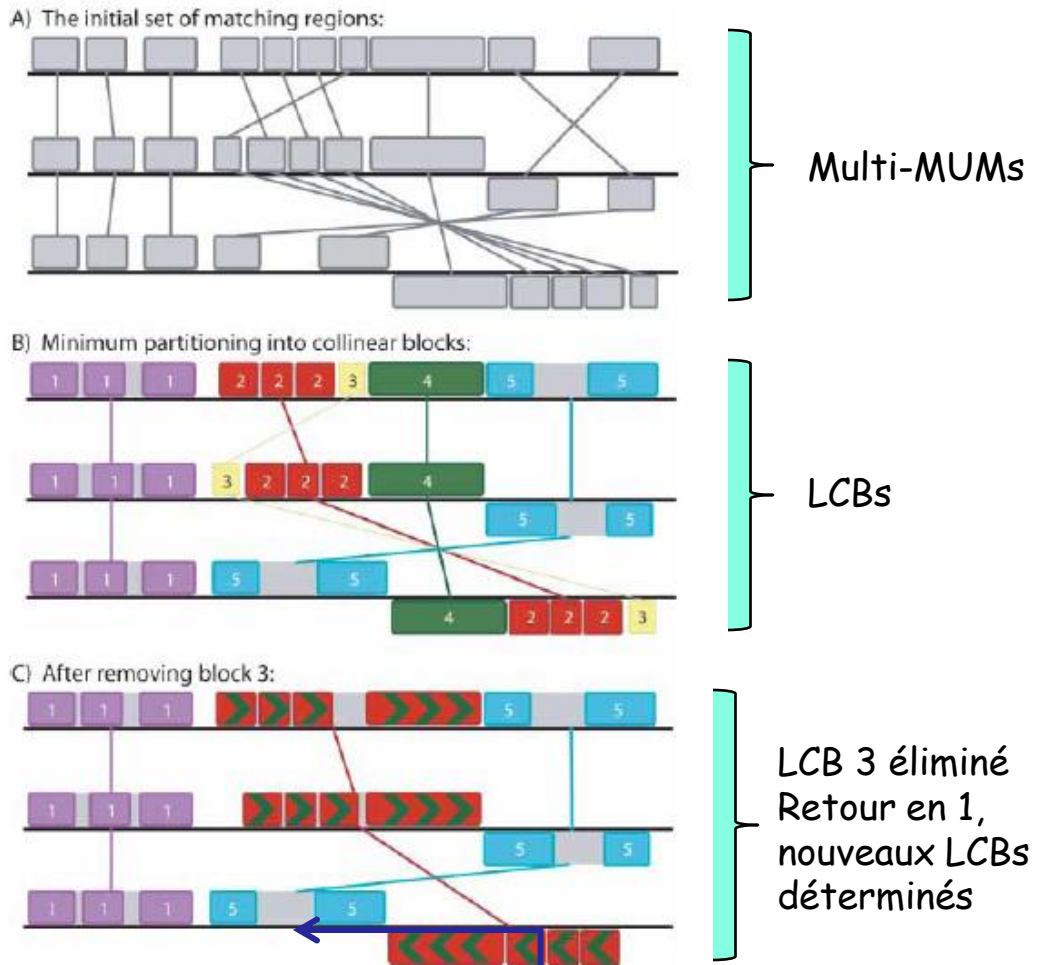 A) The initial set of matching regions:
Multi-MUMs
B) Minimum partitioning into collinear blocks:
1 1 1 2 2 2 3 4 5 5
1 1 1 3 2 2 2 4
5 5
LCBs
1 1 1 5 5
4 2 2 2 3
C) After removing block 3:
1 1 1 5 5
1 1 1
5 5
1 1 1 5 5
LCB 3 éliminé
Retour en 1,
nouveaux LCBs
déterminés